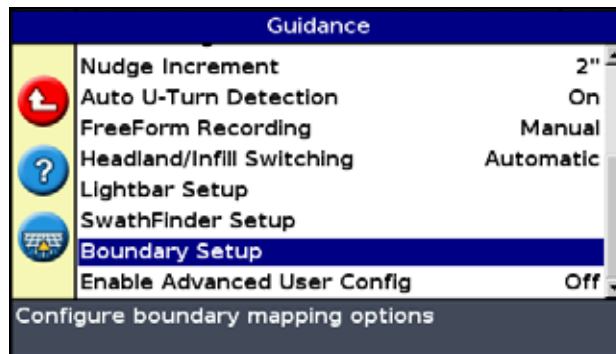 Guidance
Nudge Increment 2"
Auto U-Turn Detection On
FreeForm Recording Manual
Headland/Infill Switching Automatic
Lightbar Setup
SwathFinder Setup
Boundary Setup
Enable Advanced User Config Off
Configure boundary mapping options